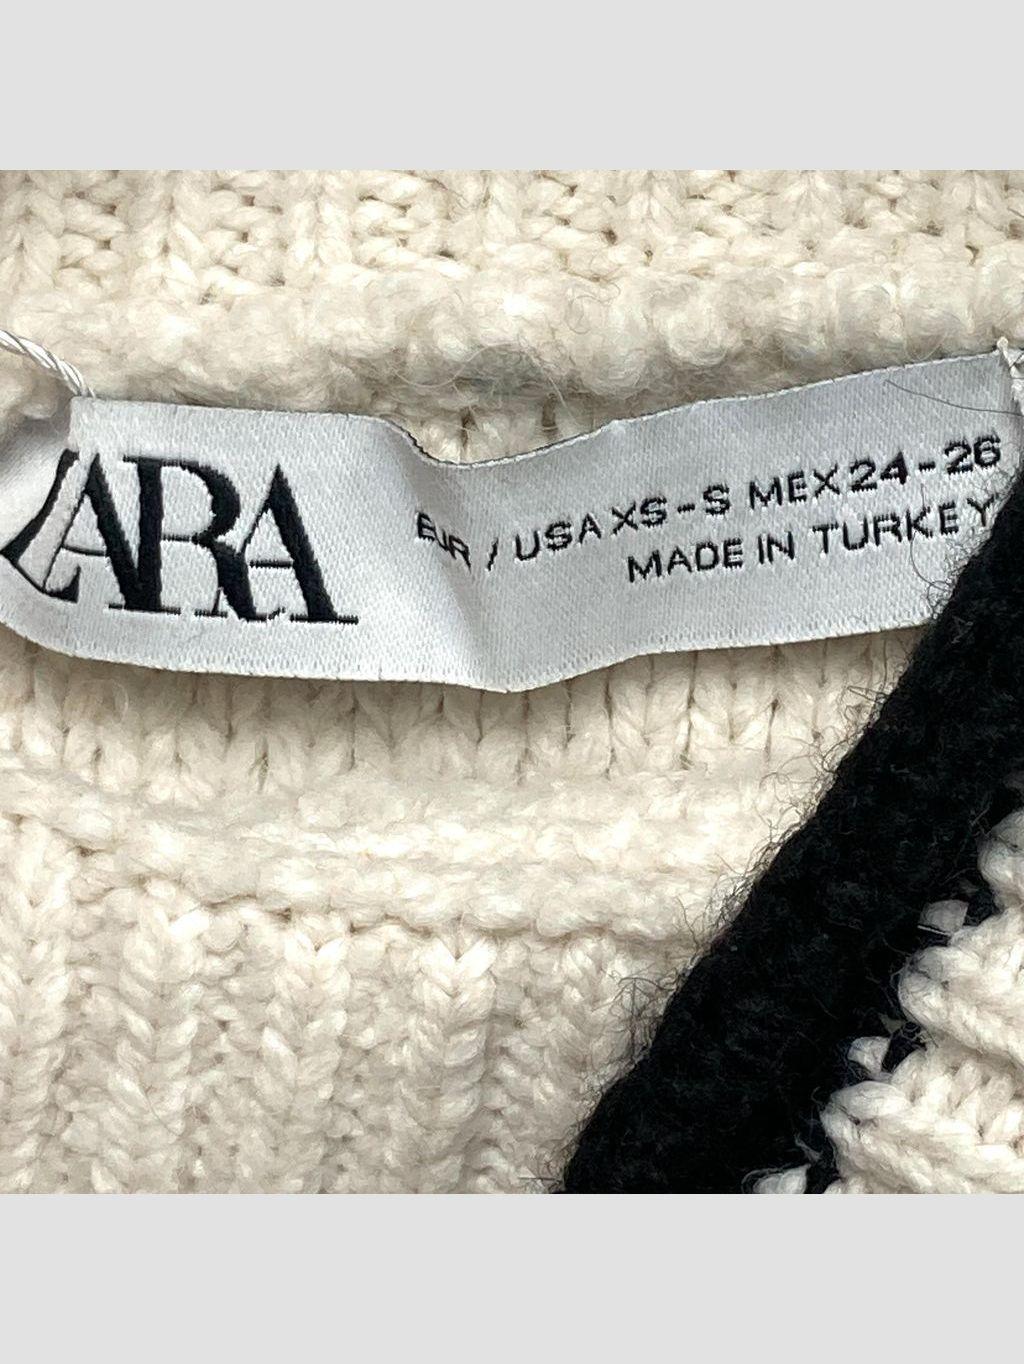 ZARA
EUR / USA XS-S MEX 24-26
MADE IN TURKEY